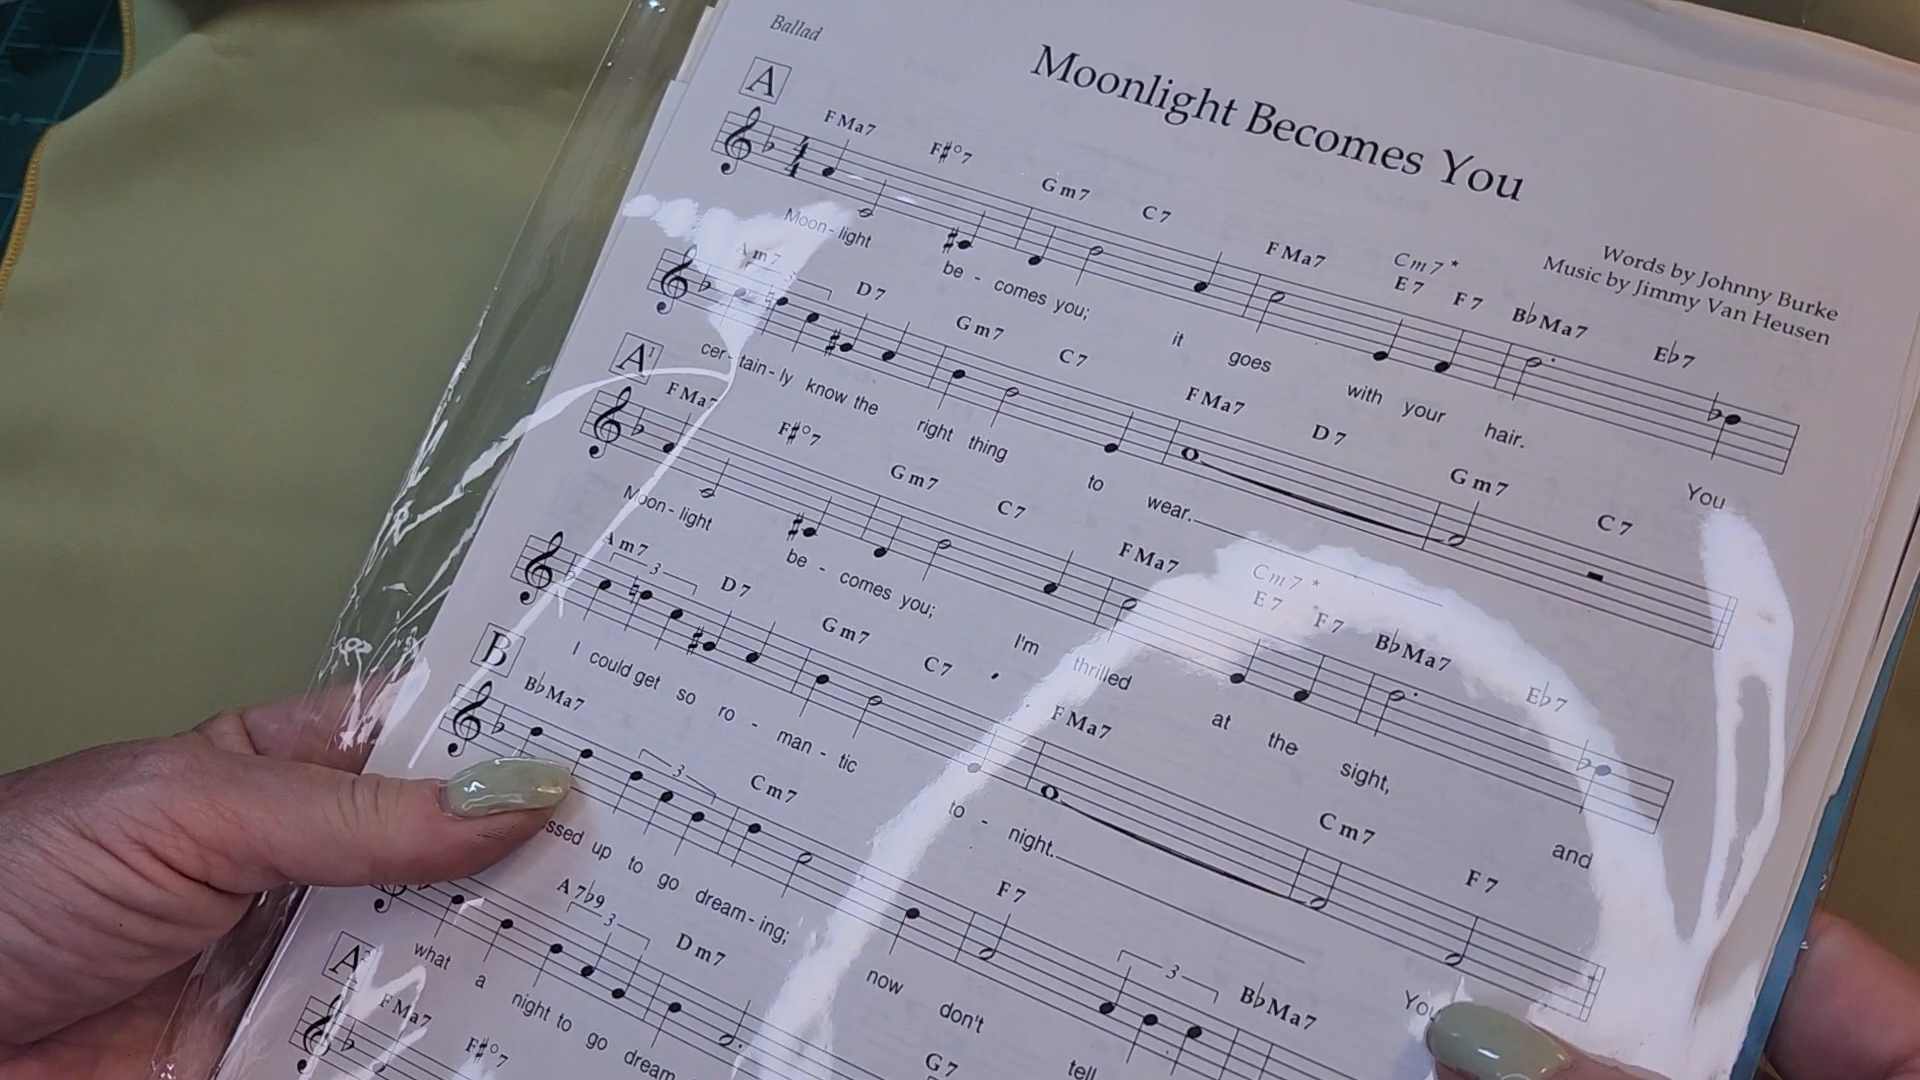 Ballad
Moonlight Becomes You
Words by Johnny Burke
Music by Jimmy Van Heusen
A
FMa7 F♯°7 Gm7 C7 FMa7 Cm7* E7 F7 B♭Ma7 E♭7
Moon-light be - comes you; it goes with your hair. You
Am7 3 D7 Gm7 C7 FMa7 D7 Gm7 C7
cer-tain-ly know the right thing to wear.
A1
FMa7 F♯°7 Gm7 C7 FMa7 Cm7* E7 F7 B♭Ma7 E♭7
Moon-light be - comes you; I'm thrilled at the sight, and
Am7 3 D7 Gm7 C7 FMa7 Cm7 F7
I could get so ro - man - tic to - night.
B
B♭Ma7 3 Cm7 F7 3 B♭Ma7
up to go dream-ing; now don't tell
A7♭9 3 Dm7 G7
what a night to go dream
A
FMa7 F♯°7